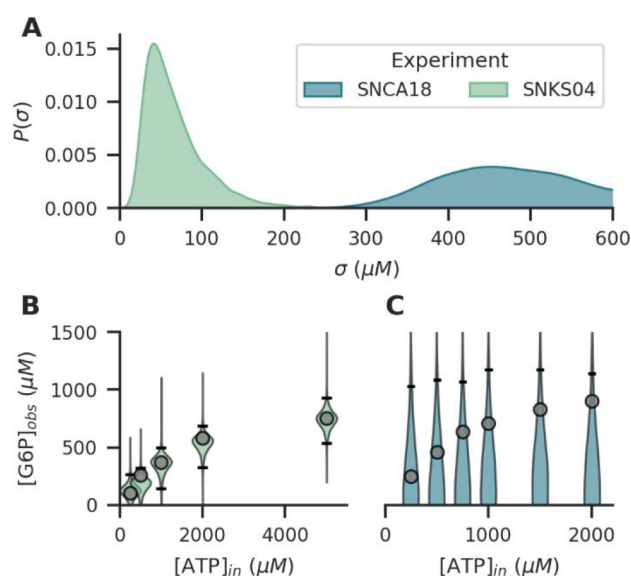 A
0.015
0.010
0.005
0.000
P(σ)
Experiment
SNCA18 SNKS04
0 100 200 300 400 500 600
σ (μM)
B C
1500
1000
500
0
[G6P]obs (μM)
0 2000 4000
0 1000 2000
[ATP]in (μM) [ATP]in (μM)